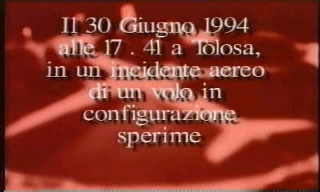 Il 30 Giugno 1994
alle 17 . 41 a Tolosa,
in un incidente aereo
di un volo in
configurazione
sperime